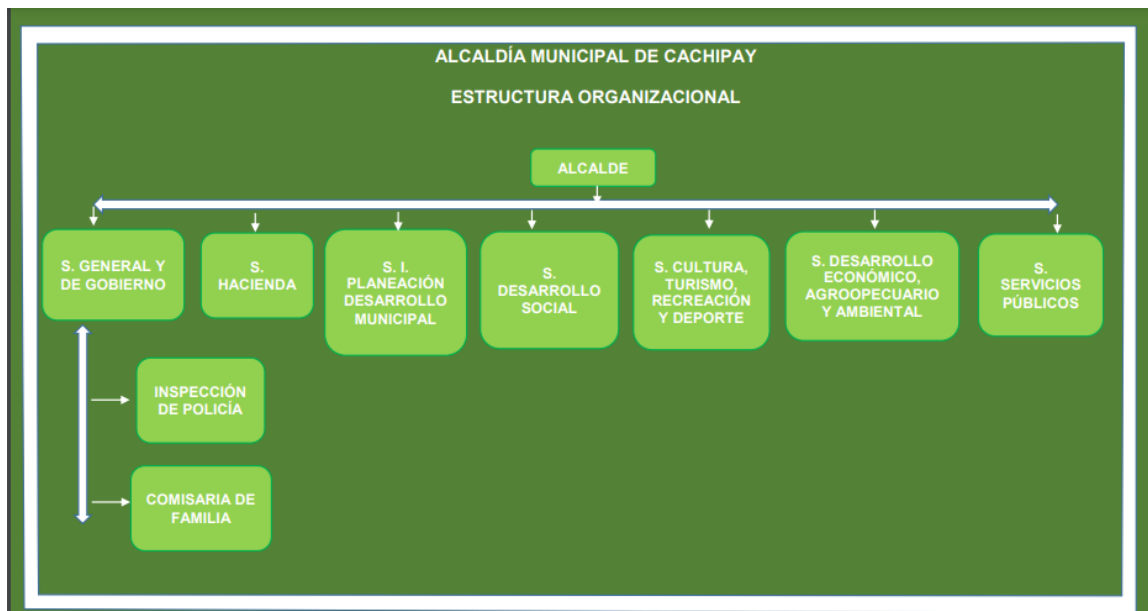 ALCALDÍA MUNICIPAL DE CACHIPAY
ESTRUCTURA ORGANIZACIONAL
ALCALDE
S. GENERAL Y
DE GOBIERNO
S.
HACIENDA
S. I.
PLANEACIÓN
DESARROLLO
MUNICIPAL
S.
DESARROLLO
SOCIAL
S. CULTURA,
TURISMO,
RECREACIÓN
Y DEPORTE
S. DESARROLLO
ECONÓMICO,
AGROOPECUARIO
Y AMBIENTAL
S.
SERVICIOS
PÚBLICOS
INSPECCIÓN
DE POLICÍA
COMISARIA DE
FAMILIA